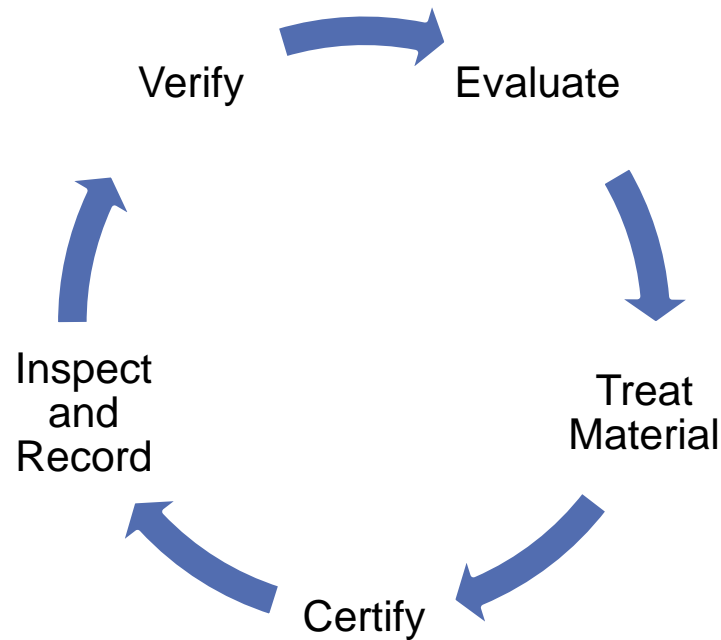 Verify
Evaluate
Treat
Material
Certify
Inspect
and
Record